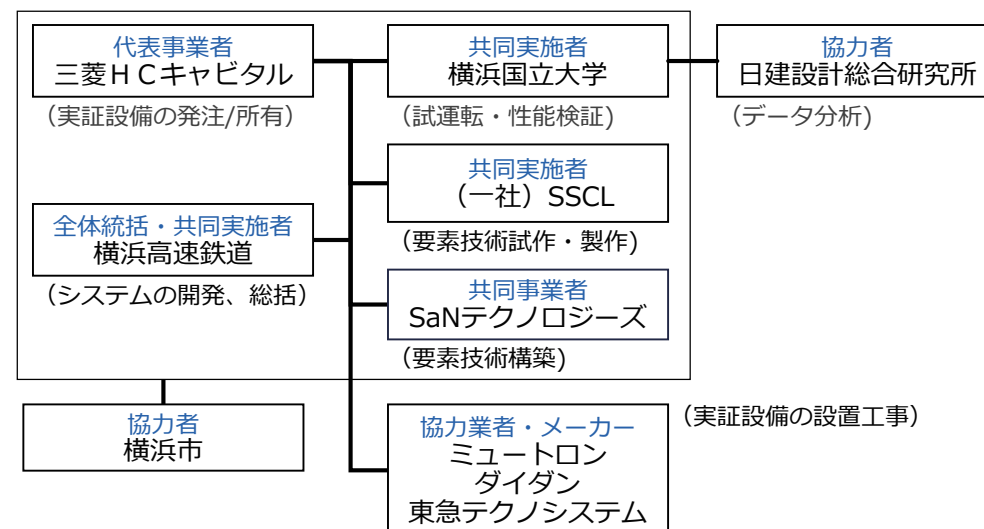 代表事業者
三菱HCキャピタル
（実証設備の発注/所有）
共同実施者
横浜国立大学
（試運転・性能検証)
協力者
日建設計総合研究所
（データ分析)
共同実施者
（一社）SSCL
（要素技術試作・製作)
全体統括・共同実施者
横浜高速鉄道
（システムの開発、総括）
共同事業者
SaNテクノロジーズ
（要素技術構築)
協力者
横浜市
協力業者・メーカー
ミュートロン
ダイダン
東急テクノシステム
（実証設備の設置工事）